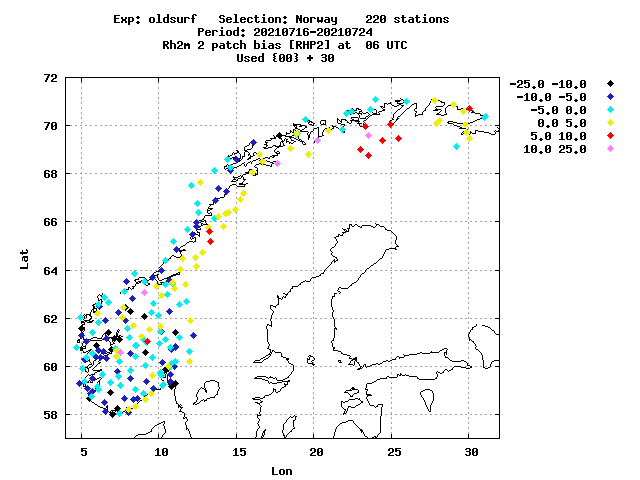 Exp: oldsurf   Selection: Norway    220 stations
Period: 20210716-20210724
Rh2m 2 patch bias [RHP2] at  06 UTC
Used {00} + 30
72
70
68
66
64
62
60
58
Lat
5 10 15 20 25 30
Lon
-25.0 -10.0
-10.0 -5.0
-5.0 0.0
0.0 5.0
5.0 10.0
10.0 25.0